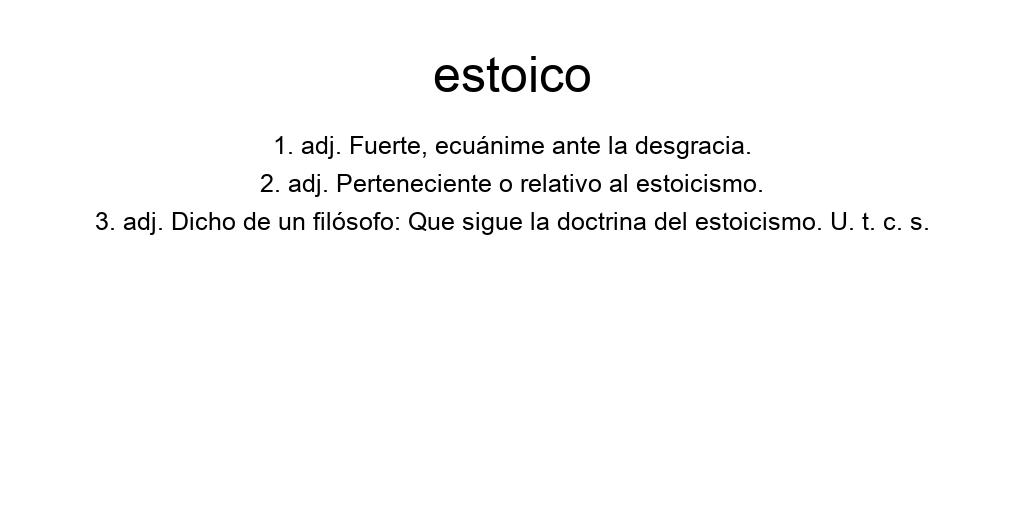 estoico
1. adj. Fuerte, ecuánime ante la desgracia.
2. adj. Perteneciente o relativo al estoicismo.
3. adj. Dicho de un filósofo: Que sigue la doctrina del estoicismo. U. t. c. s.